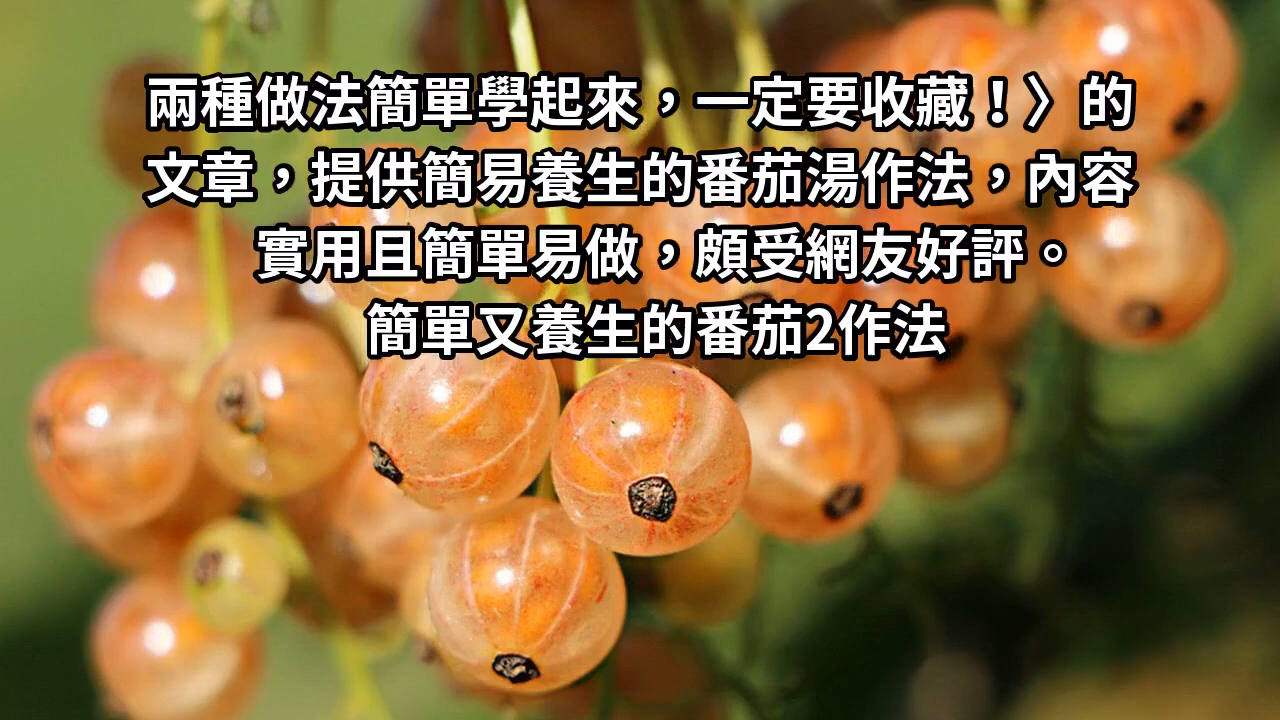 兩種做法簡單學起來，一定要收藏！〉的
文章，提供簡易養生的番茄湯作法，內容
實用且簡單易做，頗受網友好評。
簡單又養生的番茄2作法